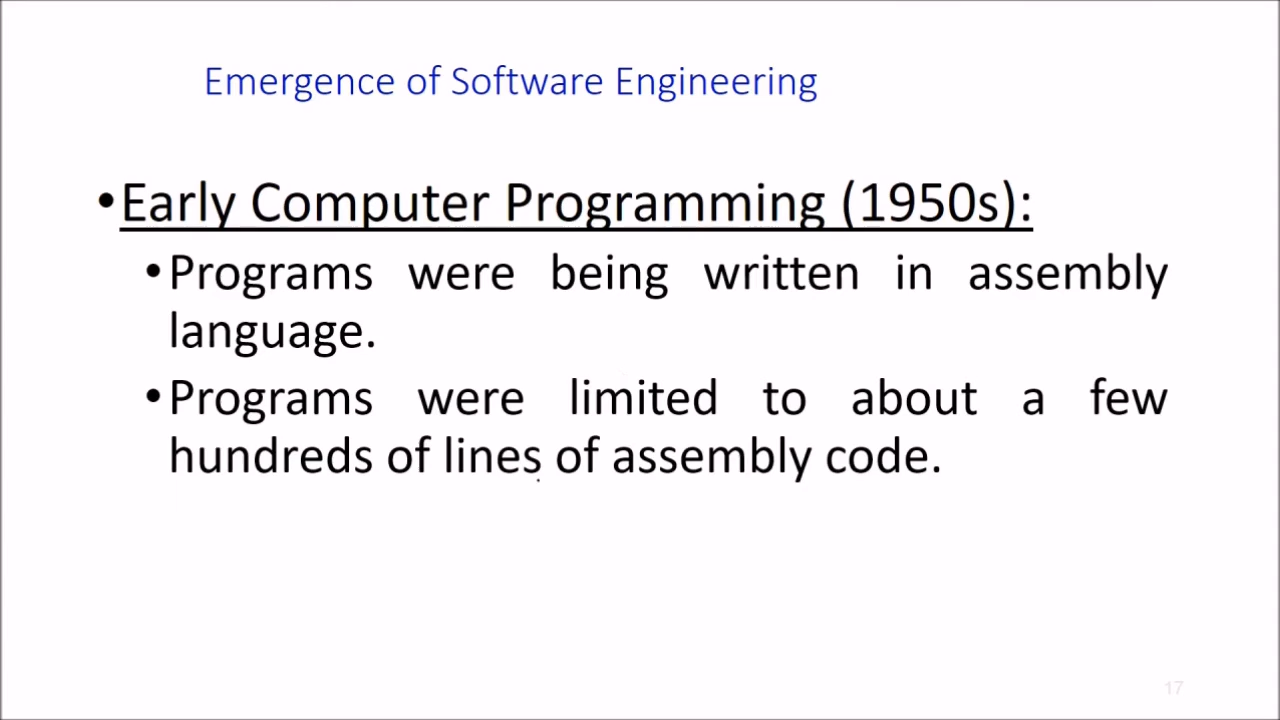 Emergence of Software Engineering
•Early Computer Programming (1950s):
•Programs were being written in assembly
language.
•Programs were limited to about a few
hundreds of lines of assembly code.
17